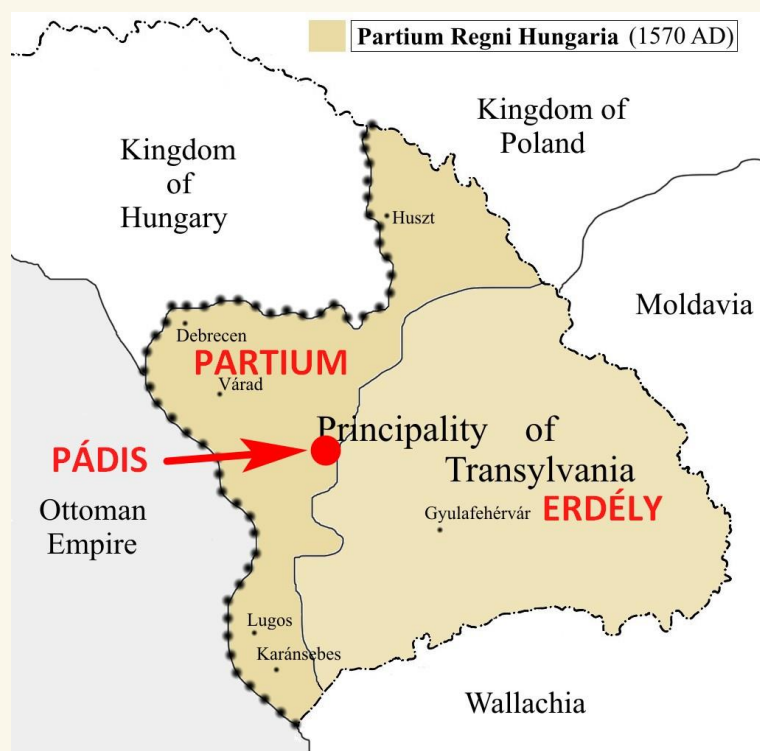 Partium Regni Hungaria (1570 AD)
Kingdom of
Poland
Kingdom
of
Hungary
Huszt
Moldavia
Debrecen
PARTIUM
Várad
Principality of
Transylvania
PÁDIS
Gyulafehérvár
ERDÉLY
Ottoman
Empire
Lugos
Karánsebes
Wallachia